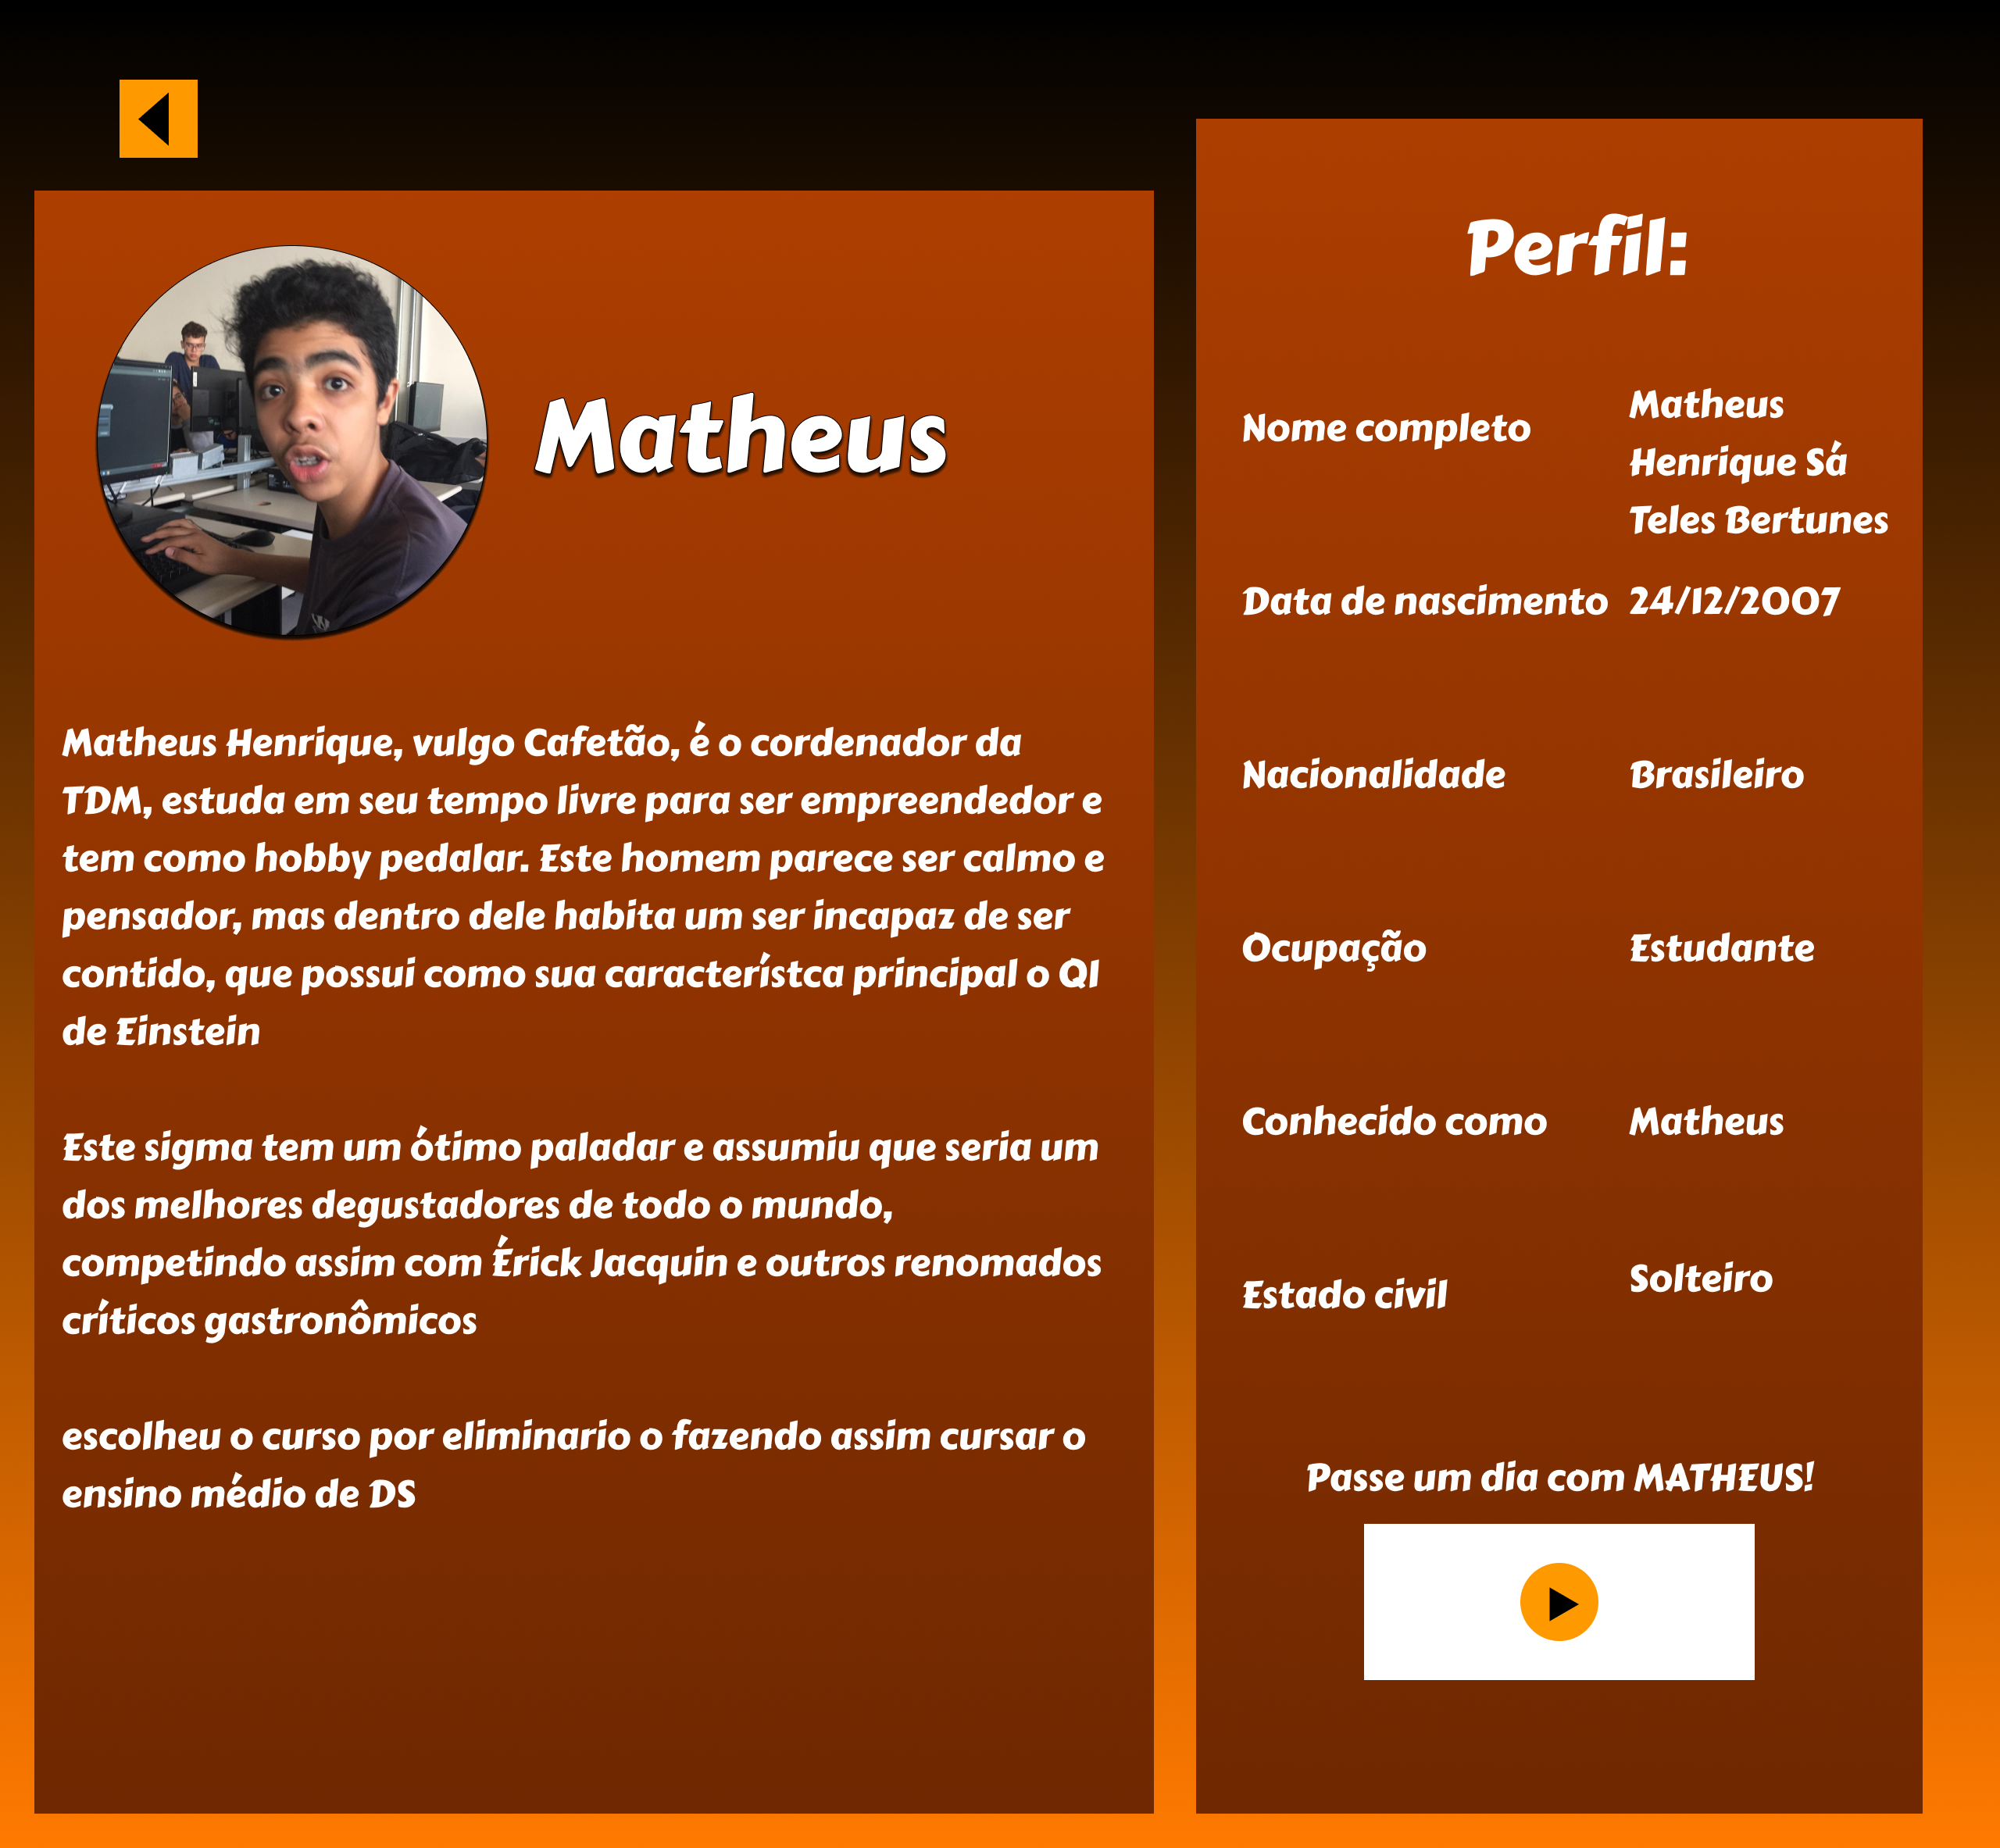 Matheus
Matheus Henrique, vulgo Cafetão, é o cordenador da
TDM, estuda em seu tempo livre para ser empreendedor e
tem como hobby pedalar. Este homem parece ser calmo e
pensador, mas dentro dele habita um ser incapaz de ser
contido, que possui como sua característca principal o QI
de Einstein
Este sigma tem um ótimo paladar e assumiu que seria um
dos melhores degustadores de todo o mundo,
competindo assim com Érick Jacquin e outros renomados
críticos gastronômicos
escolheu o curso por eliminario o fazendo assim cursar o
ensino médio de DS
Perfil:
Nome completo
Matheus
Henrique Sá
Teles Bertunes
Data de nascimento 24/12/2007
Nacionalidade Brasileiro
Ocupação Estudante
Conhecido como Matheus
Estado civil Solteiro
Passe um dia com MATHEUS!